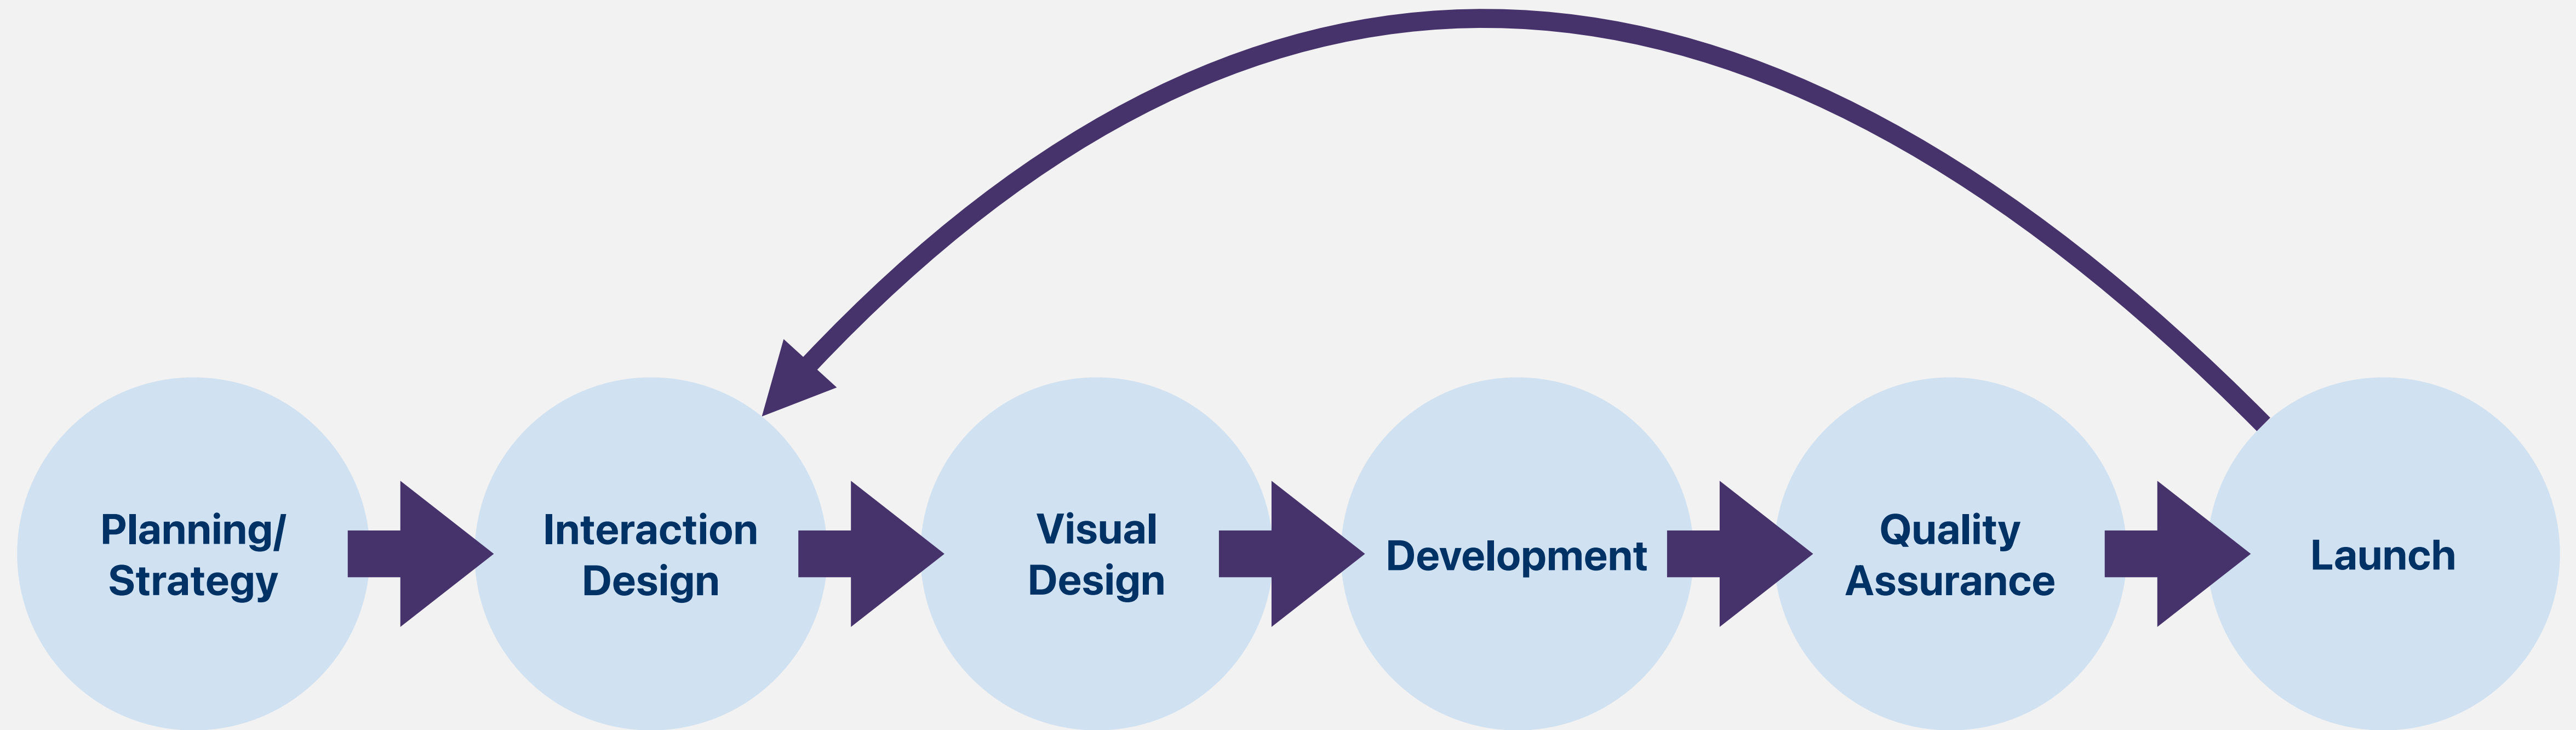 Planning/
Strategy
Interaction
Design
Visual
Design
Development
Quality
Assurance
Launch